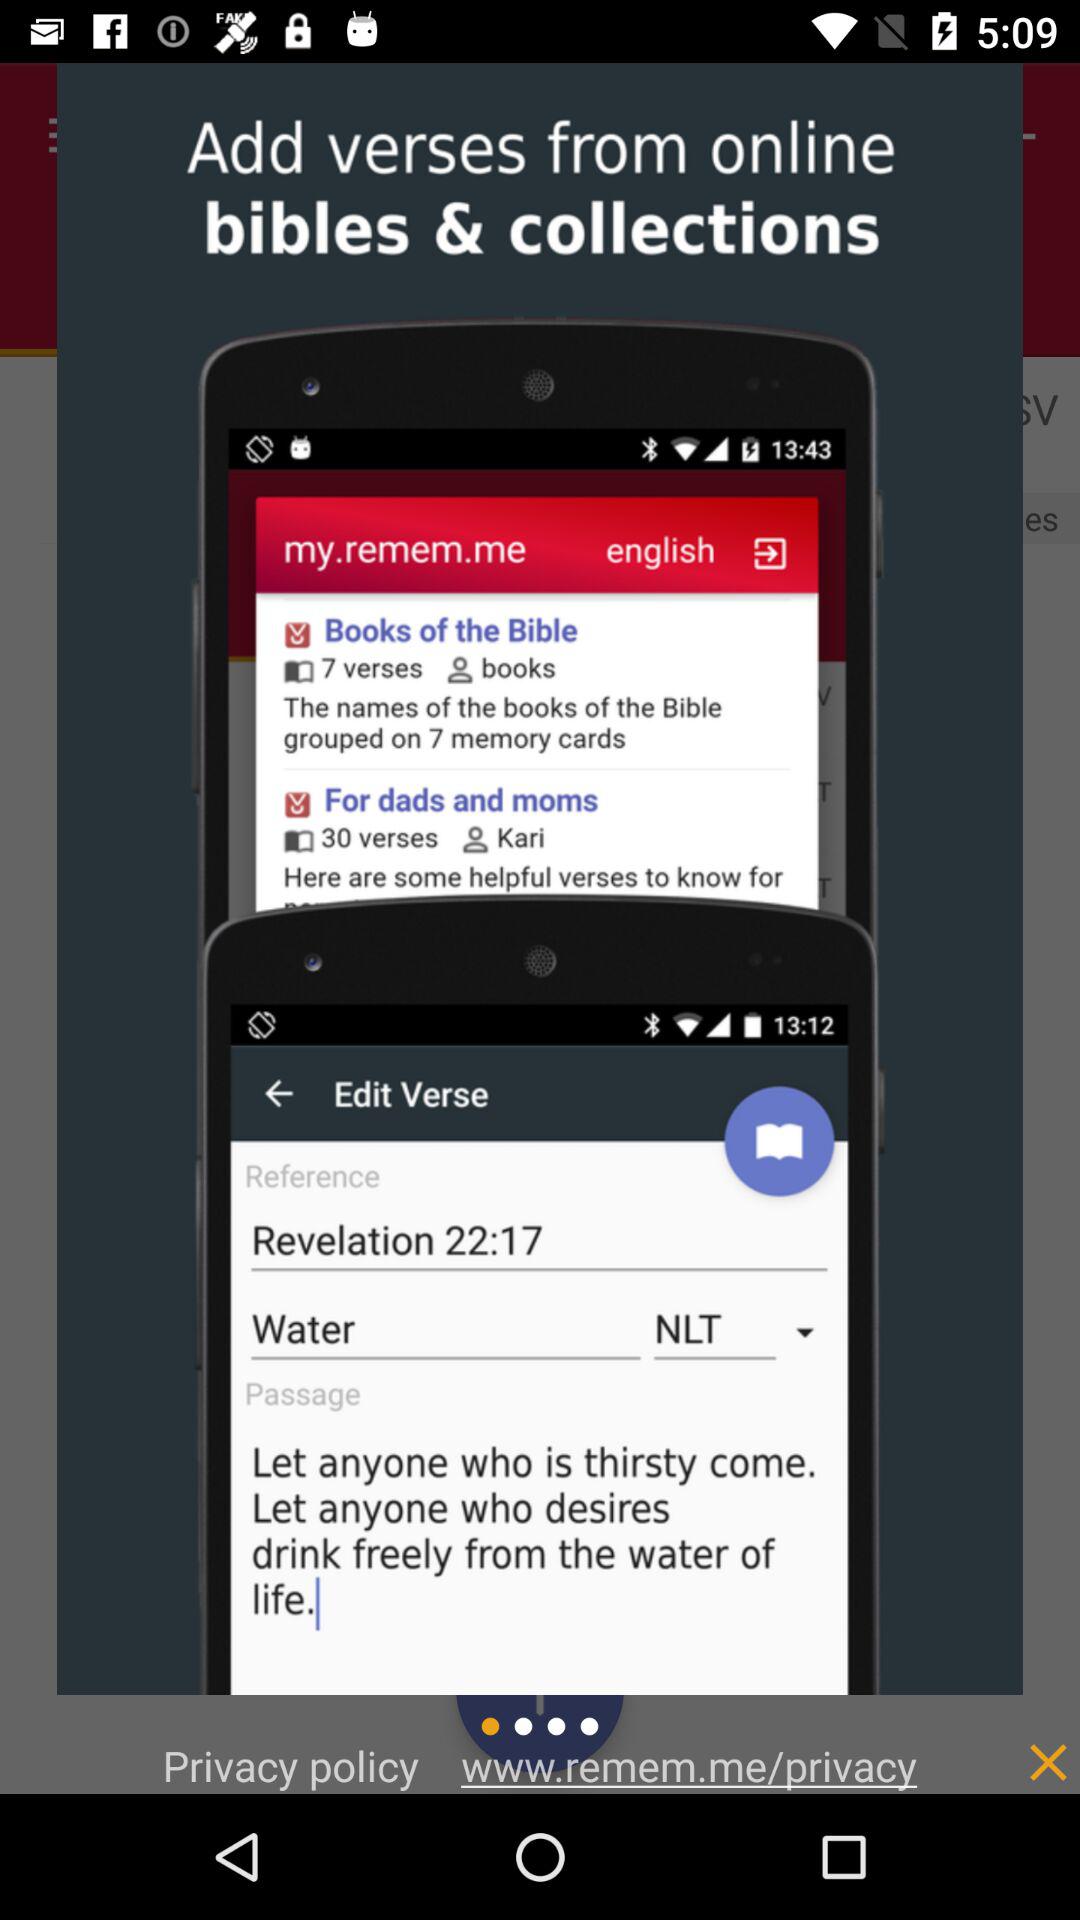 FAKE
5:09
Add verses from online
bibles & collections
SV
es
13:43
my.remem.me english
Books of the Bible
7 verses books
The names of the books of the Bible
grouped on 7 memory cards
V
T
For dads and moms
30 verses Kari
Here are some helpful verses to know for
T
13:12
Edit Verse
Reference
Revelation 22:17
Water NLT
Passage
Let anyone who is thirsty come.
Let anyone who desires
drink freely from the water of
life.
Privacy policy www.remem.me/privacy